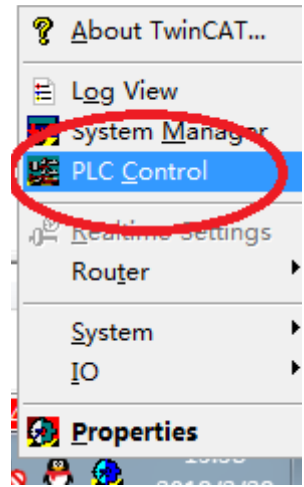 About TwinCAT...
Log View
System Manager
PLC Control
Realtime Settings
Router
System
IO
Properties